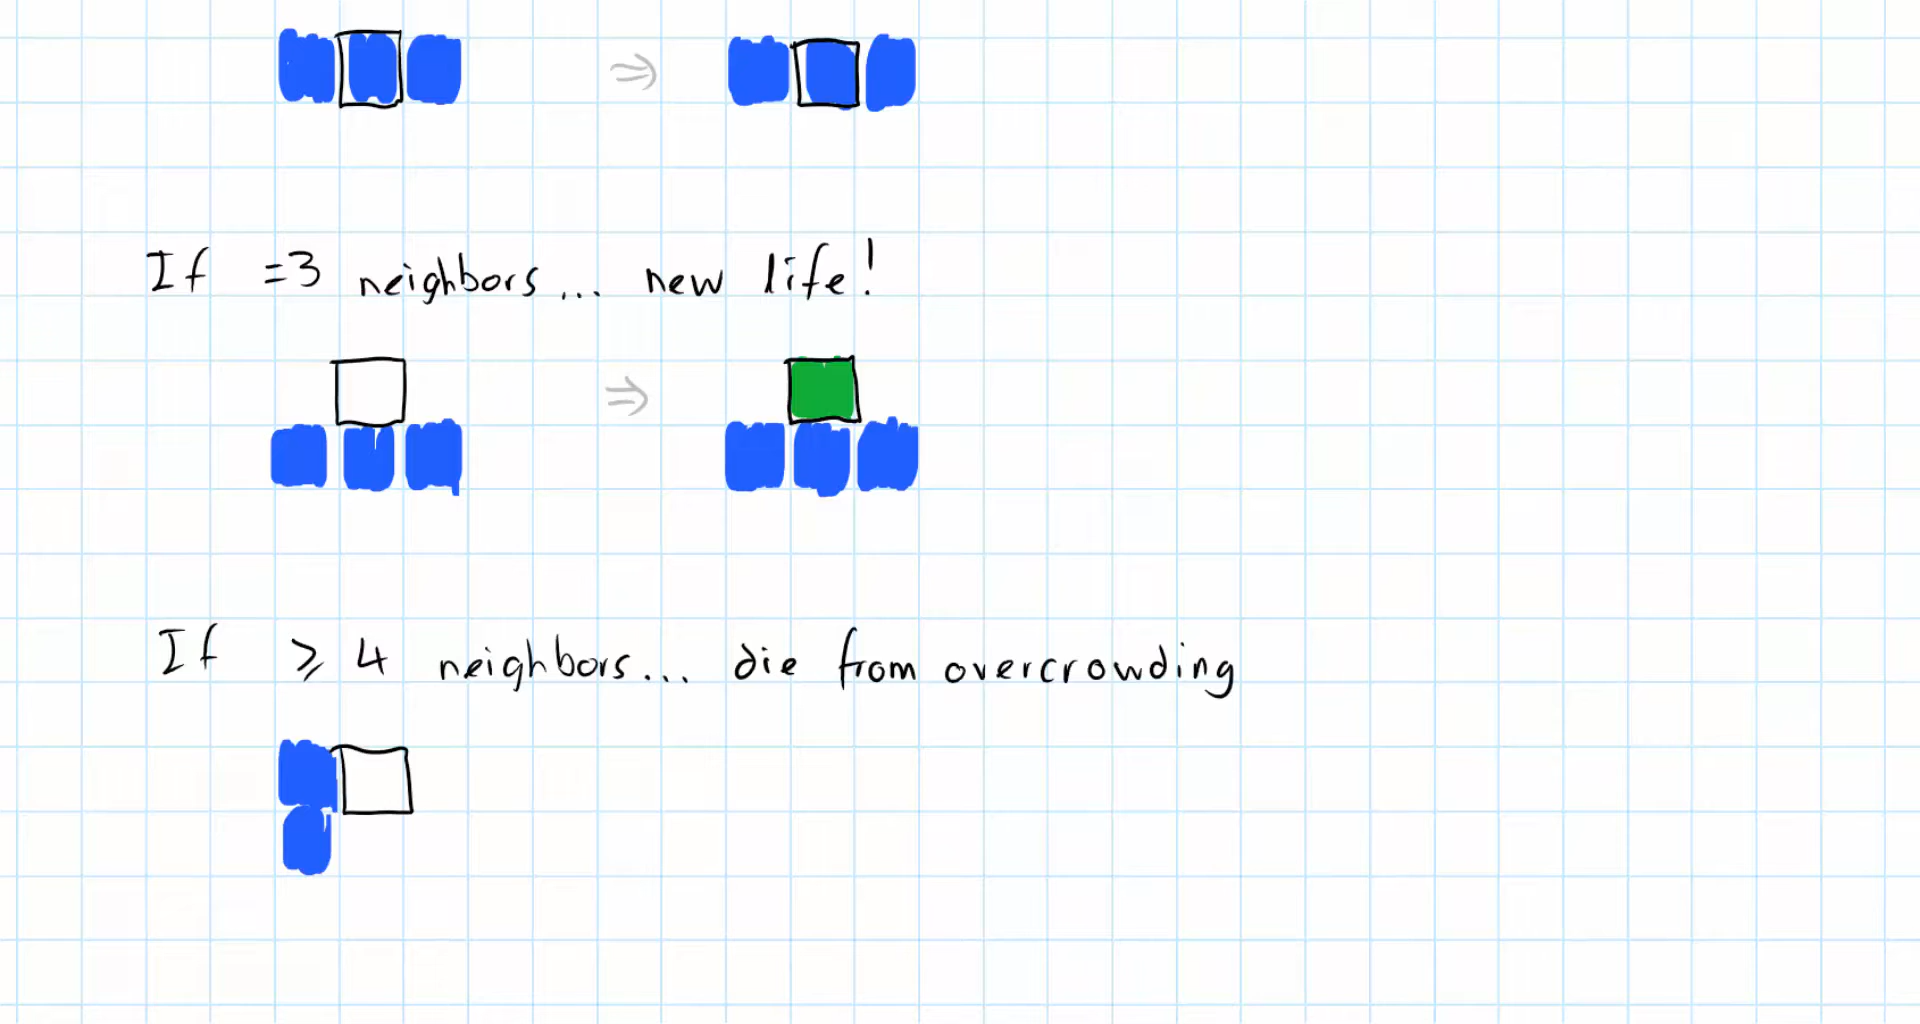 If =3 neighbors... new life!
⇒
If ≥ 4 neighbors... die from overcrowding